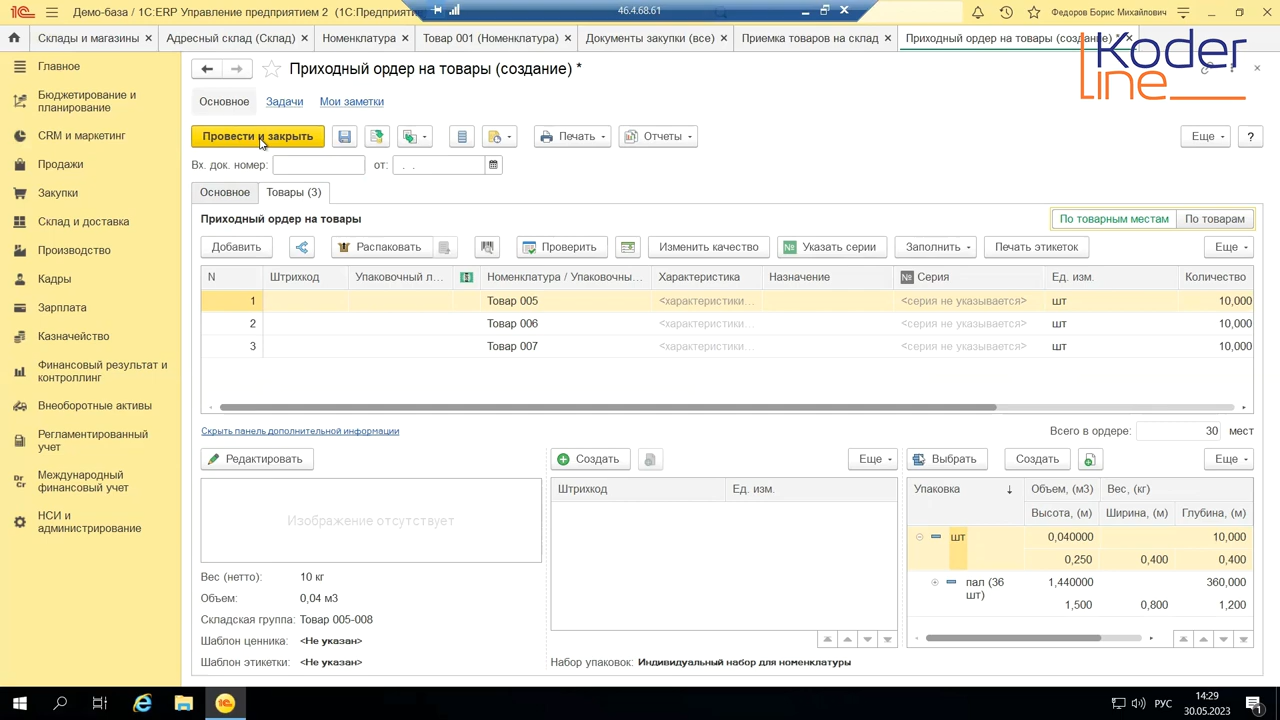 Демо-база / 1С:ERP Управление предприятием 2 (1С:Предприяти
46.4.68.61
Федоров Борис Михайлович
Склады и магазины ×
Адресный склад (Склад) ×
Номенклатура ×
Товар 001 (Номенклатура) ×
Документы закупки (все) ×
Приемка товаров на склад ×
Приходный ордер на товары (создание) * ×
Koder
line
Главное
Бюджетирование и
планирование
CRM и маркетинг
Продажи
Закупки
Склад и доставка
Производство
Кадры
Зарплата
Казначейство
Финансовый результат и
контроллинг
Внеоборотные активы
Регламентированный
учет
Международный
финансовый учет
НСИ и
администрирование
Приходный ордер на товары (создание) *
Основное Задачи Мои заметки
Провести и закрыть Печать Отчеты Еще ?
Вх. док. номер: от: . .
Основное Товары (3)
Приходный ордер на товары По товарным местам По товарам
Добавить Распаковать Проверить Изменить качество № Указать серии Заполнить Печать этикеток Еще
N Штрихкод Упаковочный л... Номенклатура / Упаковочны... Характеристика Назначение № Серия Ед. изм. Количество
1 Товар 005 <характеристики... <серия не указывается> шт 10,000
2 Товар 006 <характеристики... <серия не указывается> шт 10,000
3 Товар 007 <характеристики... <серия не указывается> шт 10,000
Скрыть панель дополнительной информации Всего в ордере: 30 мест
Редактировать Создать Еще Выбрать Создать Еще
Изображение отсутствует
Вес (нетто): 10 кг
Объем: 0,04 м3
Складская группа: Товар 005-008
Шаблон ценника: <Не указан>
Шаблон этикетки: <Не указан>
Штрихкод Ед. изм.
Набор упаковок: Индивидуальный набор для номенклатуры
Упаковка ↓ Объем, (м3) Вес, (кг)
Высота, (м) Ширина, (м) Глубина, (м)
шт 0,040000 10,000
0,250 0,400 0,400
пал (36 1,440000 360,000
шт) 1,500 0,800 1,200
РУС
14:29
30.05.2023
1